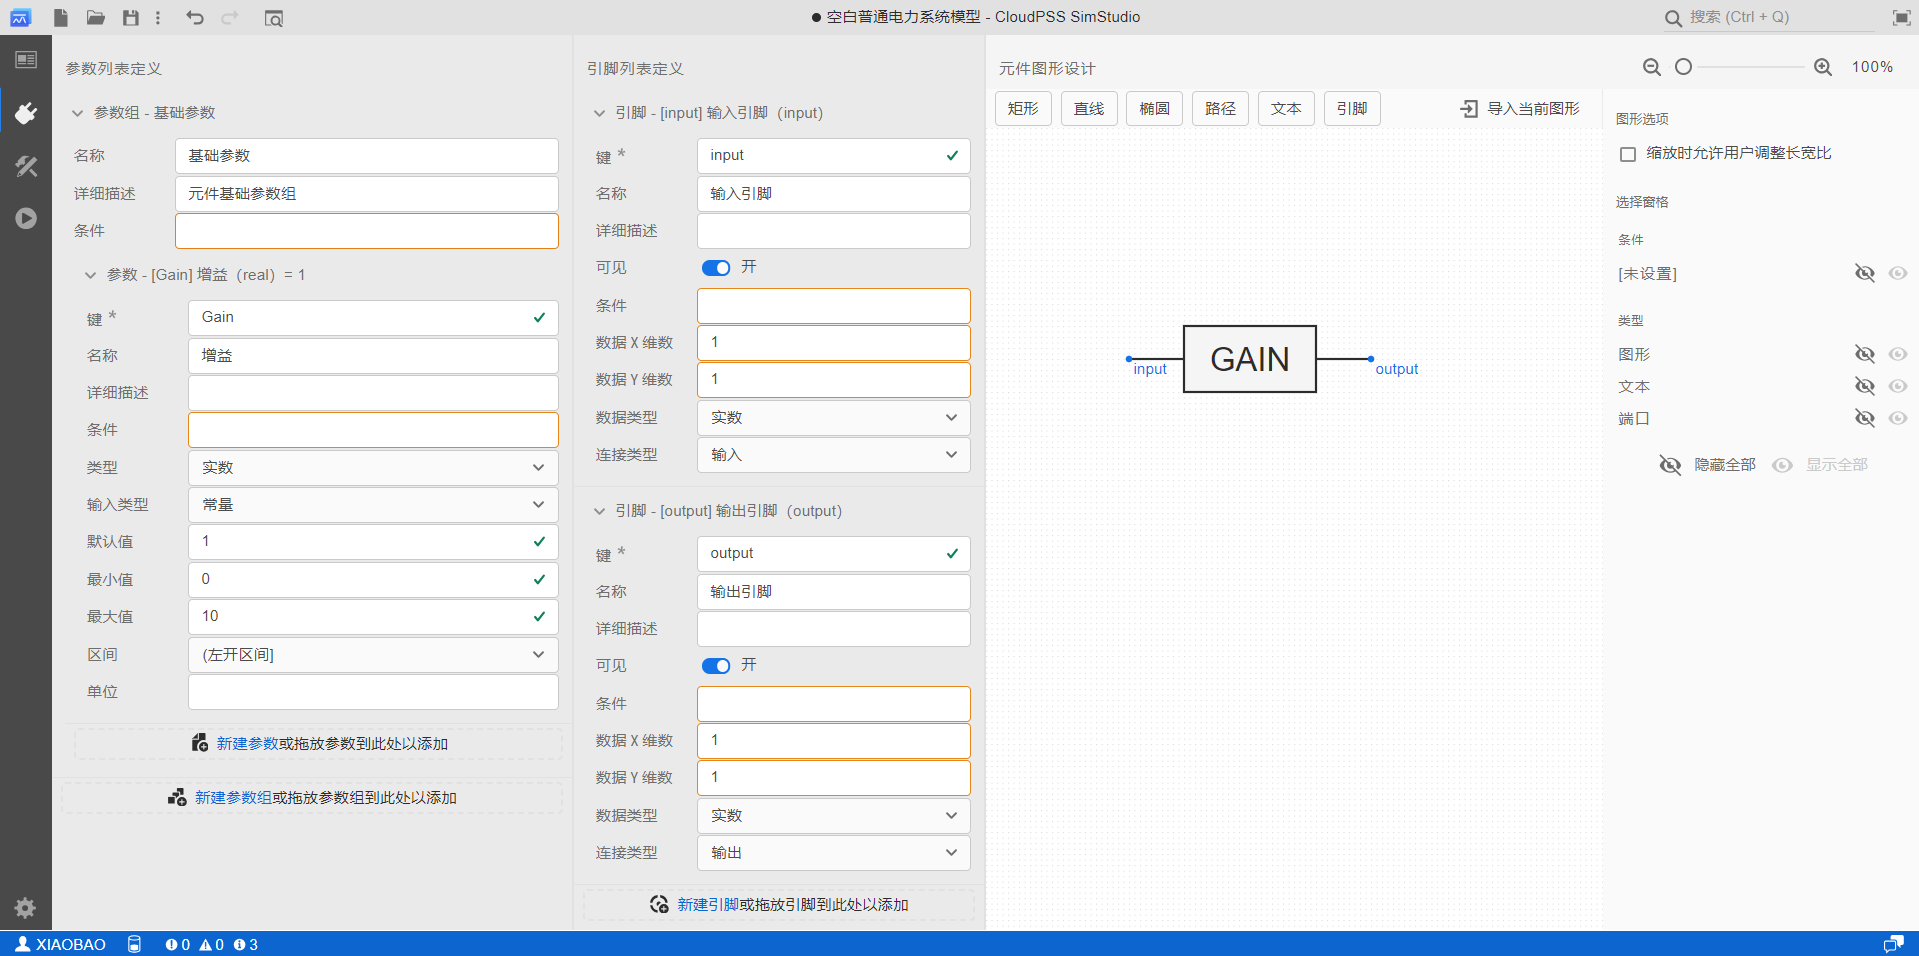 ● 空白普通电力系统模型 - CloudPSS SimStudio
搜索 (Ctrl + Q)
参数列表定义
参数组 - 基础参数
名称
基础参数
详细描述
元件基础参数组
条件
参数 - [Gain] 增益（real）= 1
键 *
Gain
名称
增益
详细描述
条件
类型
实数
输入类型
常量
默认值
1
最小值
0
最大值
10
区间
(左开区间]
单位
新建参数或拖放参数到此处以添加
新建参数组或拖放参数组到此处以添加
引脚列表定义
引脚 - [input] 输入引脚（input）
键 *
input
名称
输入引脚
详细描述
可见
开
条件
数据 X 维数
1
数据 Y 维数
1
数据类型
实数
连接类型
输入
引脚 - [output] 输出引脚（output）
键 *
output
名称
输出引脚
详细描述
可见
开
条件
数据 X 维数
1
数据 Y 维数
1
数据类型
实数
连接类型
输出
新建引脚或拖放引脚到此处以添加
元件图形设计
100%
矩形
直线
椭圆
路径
文本
引脚
导入当前图形
GAIN
input
output
图形选项
缩放时允许用户调整长宽比
选择窗格
条件
[未设置]
类型
图形
文本
端口
隐藏全部
显示全部
XIAOBAO
0
0
3